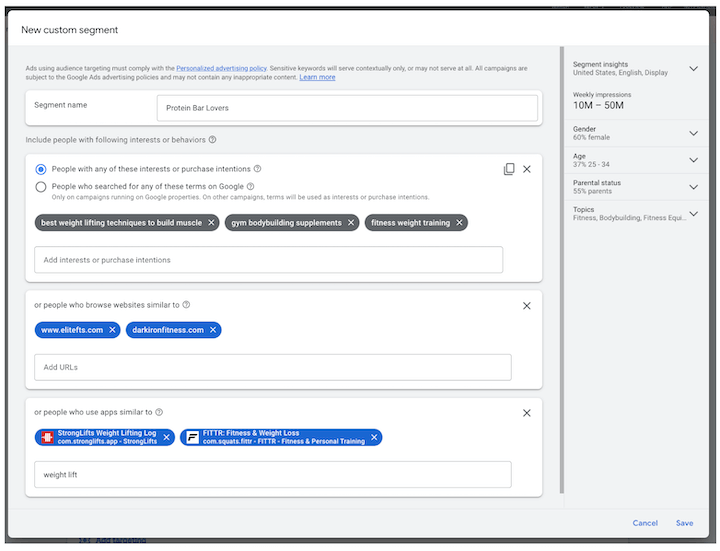 New custom segment
Ads using audience targeting must comply with the Personalized advertising policy. Sensitive keywords will serve contextually only, or may not serve at all. All campaigns are
subject to the Google Ads advertising policies and may not contain any inappropriate content. Learn more
Segment name
Protein Bar Lovers
Include people with following interests or behaviors
People with any of these interests or purchase intentions
People who searched for any of these terms on Google
Only on campaigns running on Google properties. On other campaigns, terms will be used as interests or purchase intentions.
best weight lifting techniques to build muscle
gym bodybuilding supplements
fitness weight training
Add interests or purchase intentions
or people who browse websites similar to
www.elitefts.com
darkironfitness.com
Add URLs
or people who use apps similar to
StrongLifts Weight Lifting Log
com.stronglifts.app - StrongLifts
FITTR: Fitness & Weight Loss
com.squats.fittr - FITTR - Fitness & Personal Training
weight lift
Segment insights
United States, English, Display
Weekly impressions
10M – 50M
Gender
60% female
Age
37% 25 - 34
Parental status
55% parents
Topics
Fitness, Bodybuilding, Fitness Equi...
Cancel
Save
Add targeting